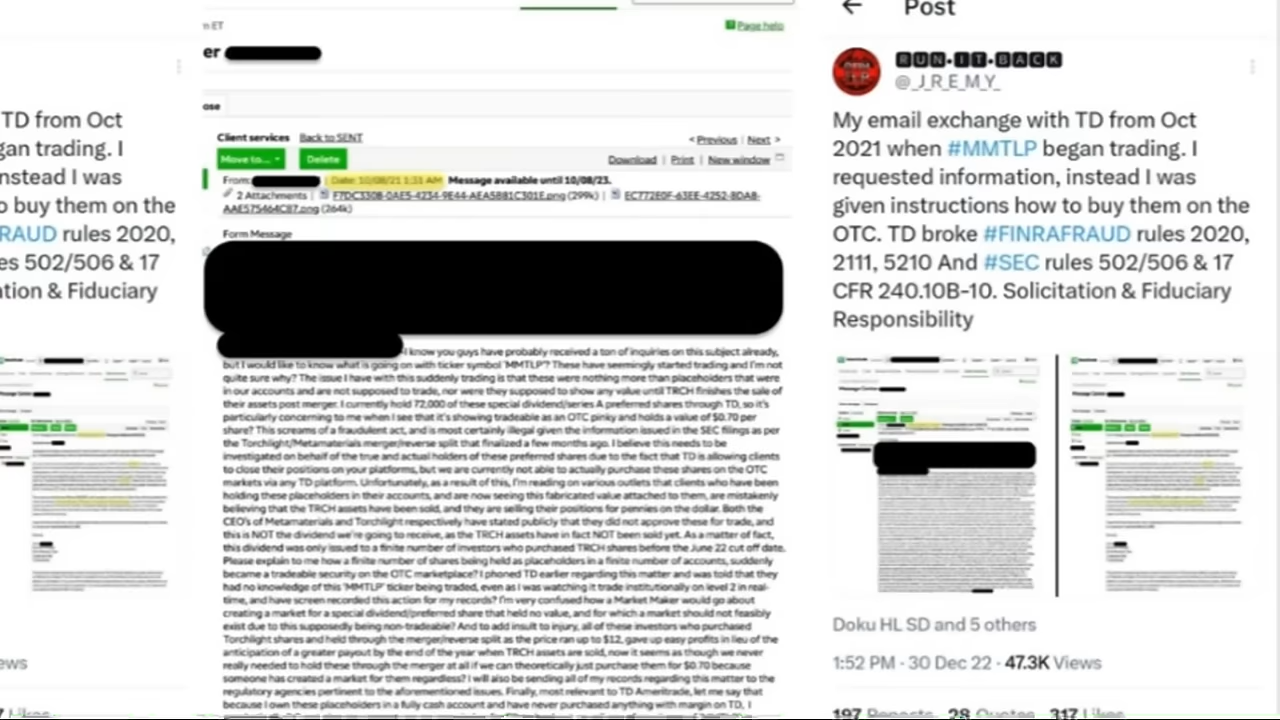 TD from Oct
gan trading. I
nstead I was
o buy them on the
RAUD rules 2020,
es 502/506 & 17
tion & Fiduciary
ews
Likes
n ET
Page help
er
ose
Client services Back to SENT
< Previous | Next >
Move to... Delete
Download | Print | New window
From: Date: 10/08/21 1:31 AM Message available until 10/08/23.
2 Attachments | F7DC3308-0AE5-4234-9E44-AEA5B81C301E.png (299k) | EC772E0F-63EE-4252-8DA8-
AAE575464C87.png (264k)
Form Message
I know you guys have probably received a ton of inquiries on this subject already,
but I would like to know what is going on with ticker symbol 'MMTLP'? These have seemingly started trading and I'm not
quite sure why? The issue I have with this suddenly trading is that these were nothing more than placeholders that were
in our accounts and are not supposed to trade, nor were they supposed to show any value until TRCH finishes the sale of
their assets post merger. I currently hold 72,000 of these special dividend/series A preferred shares through TD, so it's
particularly concerning to me when I see that it's showing tradeable as an OTC pinky and holds a value of $0.70 per
share? This screams of a fraudulent act, and is most certainly illegal given the information issued in the SEC filings as per
the Torchlight/Metamaterials merger/reverse split that finalized a few months ago. I believe this needs to be
investigated on behalf of the true and actual holders of these preferred shares due to the fact that TD is allowing clients
to close their positions on your platforms, but we are currently not able to actually purchase these shares on the OTC
markets via any TD platform. Unfortunately, as a result of this, I'm reading on various outlets that clients who have been
holding these placeholders in their accounts, and now seeing this fabricated value attached to them, are mistakenly
believing that the TRCH assets have been sold, and they're closing their positions for pennies on the dollar. Both the
CEO's of Metamaterials and Torchlight respectively have stated publicly that they did not approve these for trade, and
this is NOT the dividend we're going to receive, as the TRCH assets have in fact NOT been sold yet. As a matter of fact,
this dividend was only issued to a finite number of investors who purchased TRCH shares before the June 22 cut off date.
Please explain to me how a finite number of shares being held as placeholders in a finite number of accounts, suddenly
became a tradeable security on the OTC marketplace? I phoned TD earlier regarding this matter and was told that they
had no knowledge of this 'MMTLP' ticker being traded, even as I was watching it trade institutionally on level 2 in real-
time, and have screen recorded this action for my records? I'm very confused how a Market Maker would go about
creating a market for a special dividend/preferred share that held no value, and for which a market should not feasibly
exist due to this supposedly being non-tradeable? And to add insult to injury, all of these investors who purchased
Torchlight shares and held through the merger/reverse split as the price ran up to $12, gave up easy profits in lieu of the
anticipation of a greater payout by the end of the year when TRCH assets are sold, now it seems as though we never
really needed to hold these through the merger at all if we can theoretically just purchase them for $0.70 because
someone has created a market for them regardless? I will also be sending all of my records regarding this matter to the
regulatory agencies pertinent to the aforementioned issues. Finally, most relevant to TD Ameritrade, let me say that
because I own these placeholders in a fully cash account and have never purchased anything with margin on TD, I
Post
RUN•IT•BACK
@_J_R_E_M_Y_
My email exchange with TD from Oct
2021 when #MMTLP began trading. I
requested information, instead I was
given instructions how to buy them on the
OTC. TD broke #FINRAFRAUD rules 2020,
2111, 5210 And #SEC rules 502/506 & 17
CFR 240.10B-10. Solicitation & Fiduciary
Responsibility
Doku HL SD and 5 others
1:52 PM · 30 Dec 22 · 47.3K Views
197 Reposts 28 Quotes 317 Likes